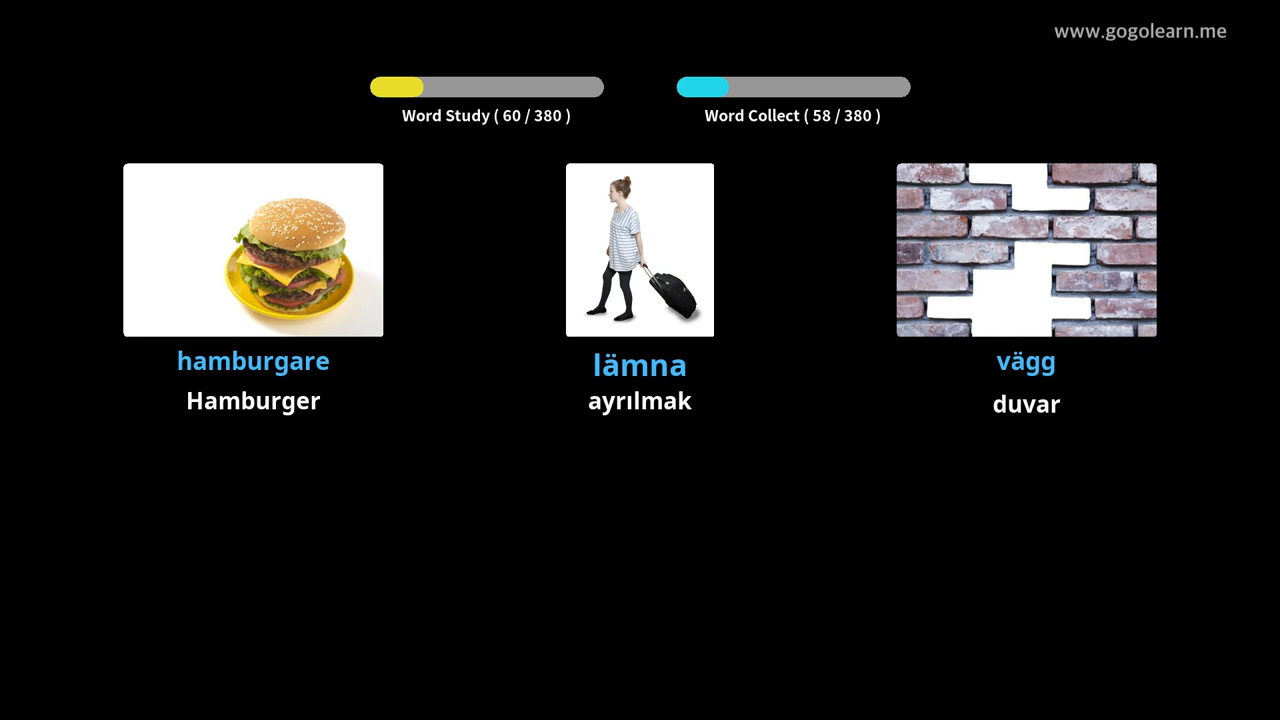 www.gogolearn.me
Word Study ( 60 / 380 )
Word Collect ( 58 / 380 )
hamburgare
Hamburger
lämna
ayrılmak
vägg
duvar